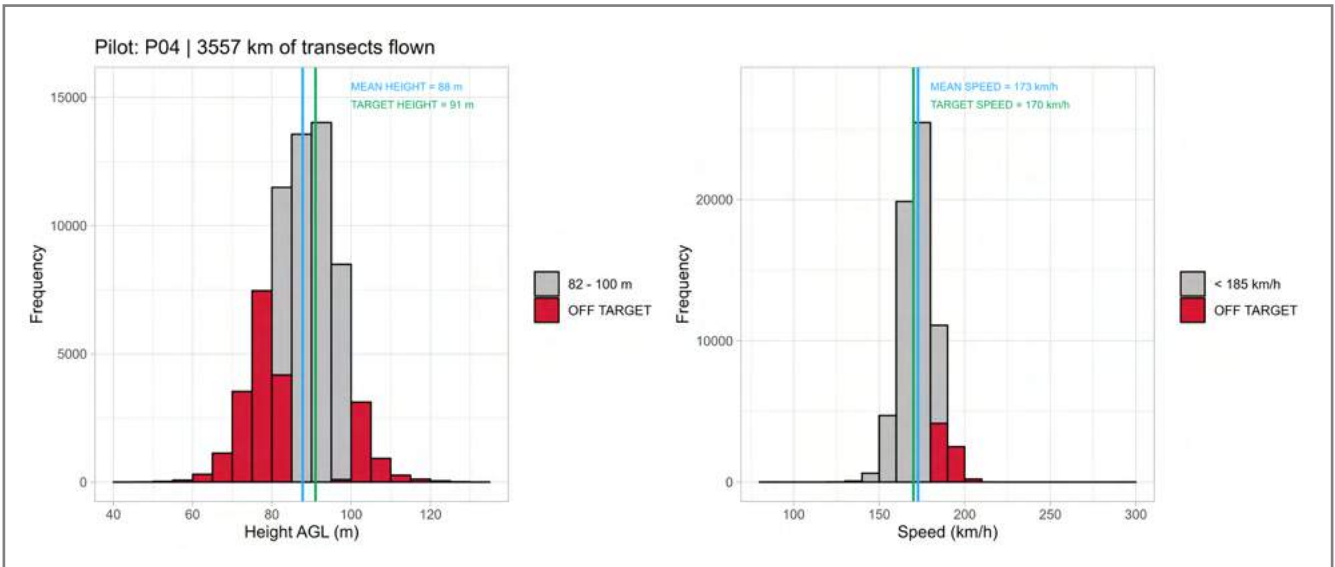 Pilot: P04 | 3557 km of transects flown
MEAN HEIGHT = 88 m
TARGET HEIGHT = 91 m
15000
10000
5000
0
Frequency
40
60
80
100
120
Height AGL (m)
82 - 100 m
OFF TARGET
MEAN SPEED = 173 km/h
TARGET SPEED = 170 km/h
20000
10000
0
Frequency
100
150
200
250
300
Speed (km/h)
< 185 km/h
OFF TARGET